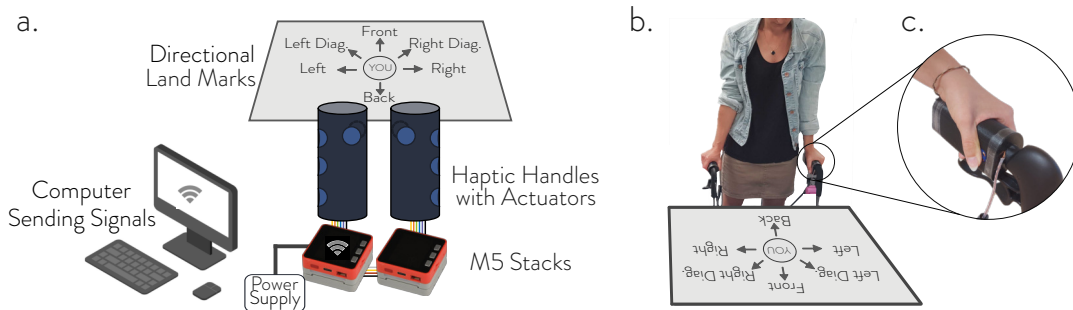 a.
Directional
Land Marks
Front
Left Diag.
Right Diag.
Left
YOU
Right
Back
Computer
Sending Signals
Haptic Handles
with Actuators
M5 Stacks
Power
Supply
b.
c.
Back
Right
YOU
Left
Right Diag.
Left Diag.
Front